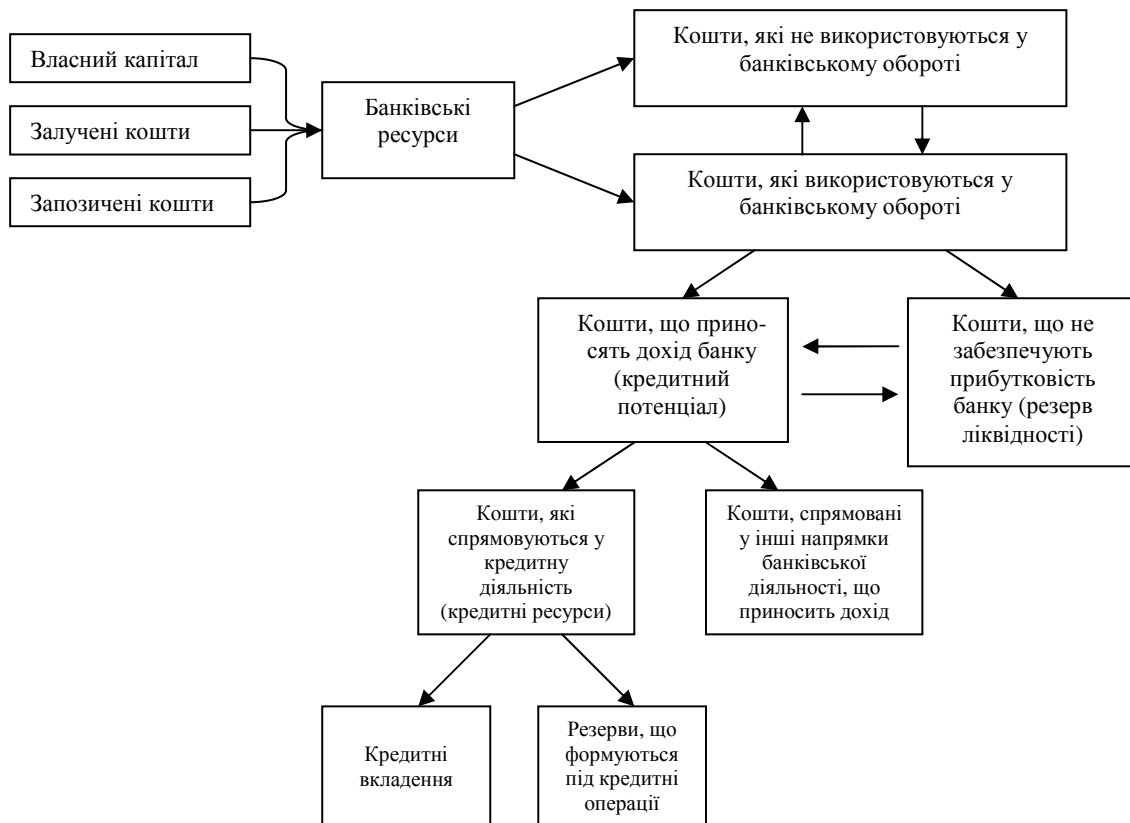 Власний капітал
Залучені кошти
Запозичені кошти
Банківські
ресурси
Кошти, які не використовуються у
банківському обороті
Кошти, які використовуються у
банківському обороті
Кошти, що прино-
сять дохід банку
(кредитний
потенціал)
Кошти, що не
забезпечують
прибутковість
банку (резерв
ліквідності)
Кошти, які
спрямовуються у
кредитну
діяльність
(кредитні ресурси)
Кошти, спрямовані
у інші напрямки
банківської
діяльності, що
приносить дохід
Кредитні
вкладення
Резерви, що
формуються
під кредитні
операції